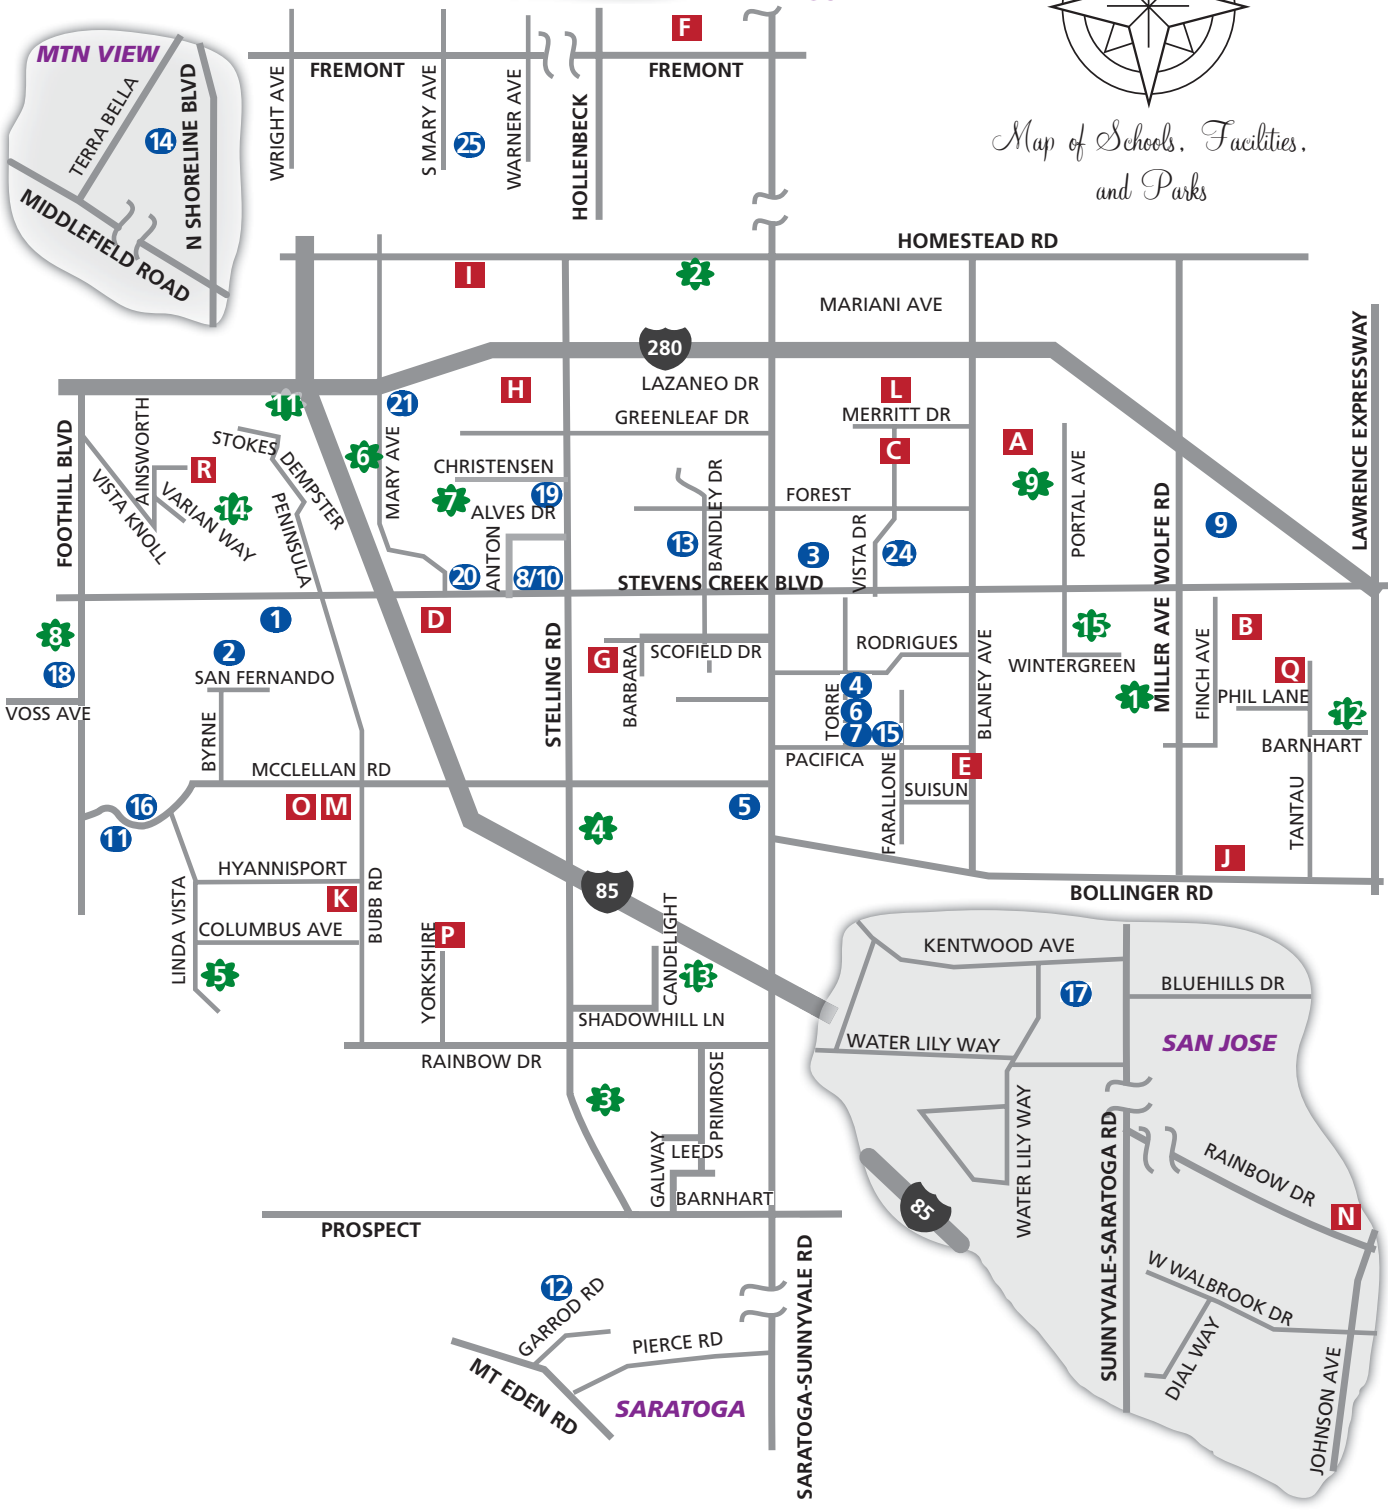 F
MTN VIEW
FREMONT
FREMONT
TERRA BELLA
N SHORELINE BLVD
14
MIDDLEFIELD ROAD
WRIGHT AVE
S MARY AVE
25
WARNER AVE
HOLLENBECK
Map of Schools, Facilities,
and Parks
HOMESTEAD RD
I
2
MARIANI AVE
280
LAZANEO DR
LAWRENCE EXPRESSWAY
H
L
21
11
GREENLEAF DR
MERRITT DR
FOOTHILL BLVD
AINSWORTH
STOKES
DEMPSTER
6
MARY AVE
C
A
R
CHRISTENSEN
7
19
ALVES DR
BANDLEY DR
FOREST
9
PORTAL AVE
VISTA KNOLL
VARIAN WAY
14
PENINSULA
ANTON
13
3
VISTA DR
24
WOLFE RD
9
20
8/10
STEVENS CREEK BLVD
1
D
8
2
18
SAN FERNANDO
VOSS AVE
BYRNE
STELLING RD
G
BARBARA
SCOFIELD DR
RODRIGUES
BLANEY AVE
15
WINTERGREEN
1
MILLER AVE
FINCH AVE
B
Q
PHIL LANE
12
BARNHART
TORRE
4
6
7
15
PACIFICA
E
FARALLONE
SUISUN
TANTAU
MCCLELLAN RD
16
11
O
M
5
4
J
HYANNISPORT
K
BUBB RD
85
BOLLINGER RD
LINDA VISTA
COLUMBUS AVE
5
YORKSHIRE
P
CANDELIGHT
13
SHADOWHILL LN
RAINBOW DR
3
PRIMROSE
GALWAY
LEEDS
BARNHART
PROSPECT
KENTWOOD AVE
17
BLUEHILLS DR
WATER LILY WAY
SAN JOSE
WATER LILY WAY
SUNNYVALE-SARATOGA RD
85
RAINBOW DR
N
W WALBROOK DR
DIAL WAY
JOHNSON AVE
SARATOGA-SUNNYVALE RD
12
GARROD RD
PIERCE RD
MT EDEN RD
SARATOGA